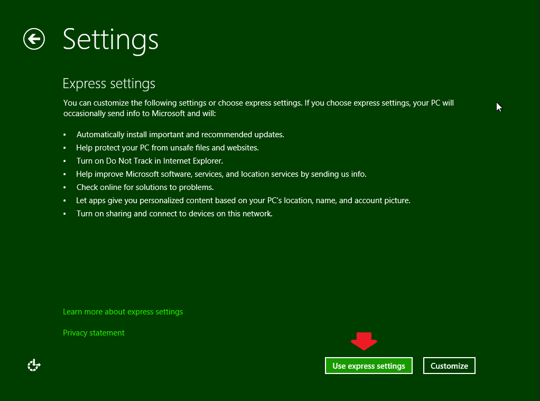 Settings
Express settings
You can customize the following settings or choose express settings. If you choose express settings, your PC will
occasionally send info to Microsoft and will:
• Automatically install important and recommended updates.
• Help protect your PC from unsafe files and websites.
• Turn on Do Not Track in Internet Explorer.
• Help improve Microsoft software, services, and location services by sending us info.
• Check online for solutions to problems.
• Let apps give you personalized content based on your PC's location, name, and account picture.
• Turn on sharing and connect to devices on this network.
Learn more about express settings
Privacy statement
Use express settings
Customize